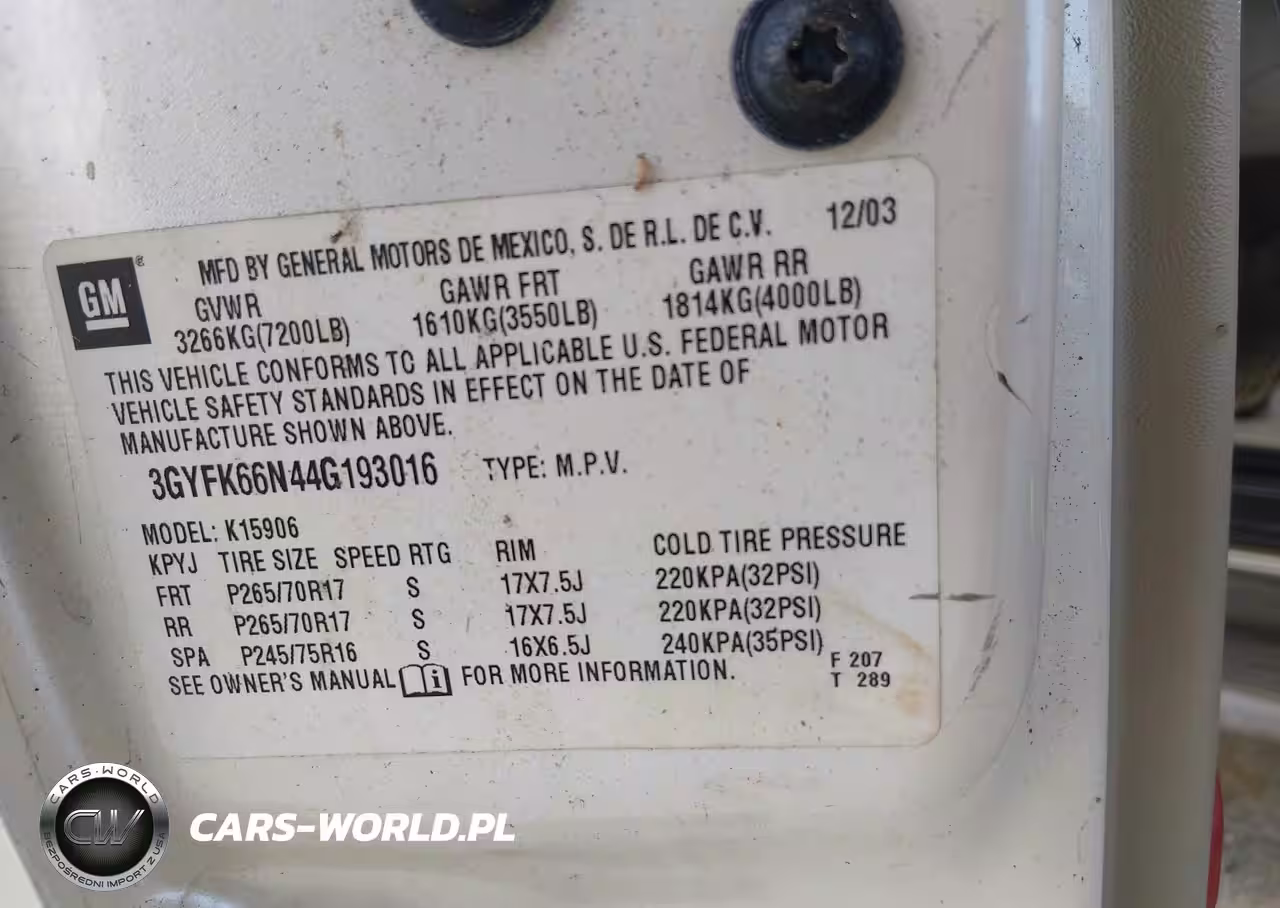 GM ®
MFD BY GENERAL MOTORS DE MEXICO, S. DE R.L. DE C.V. 12/03
GVWR GAWR FRT GAWR RR
3266KG(7200LB) 1610KG(3550LB) 1814KG(4000LB)
THIS VEHICLE CONFORMS TO ALL APPLICABLE U.S. FEDERAL MOTOR
VEHICLE SAFETY STANDARDS IN EFFECT ON THE DATE OF
MANUFACTURE SHOWN ABOVE.
3GYFK66N44G193016 TYPE: M.P.V.
MODEL: K15906
KPYJ TIRE SIZE SPEED RTG RIM COLD TIRE PRESSURE
FRT P265/70R17 S 17X7.5J 220KPA(32PSI)
RR P265/70R17 S 17X7.5J 220KPA(32PSI)
SPA P245/75R16 S 16X6.5J 240KPA(35PSI)
SEE OWNER'S MANUAL i FOR MORE INFORMATION.
F 207
T 289
CARS-WORLD
CW
BEZPOŚREDNI IMPORT Z USA
CARS-WORLD.PL